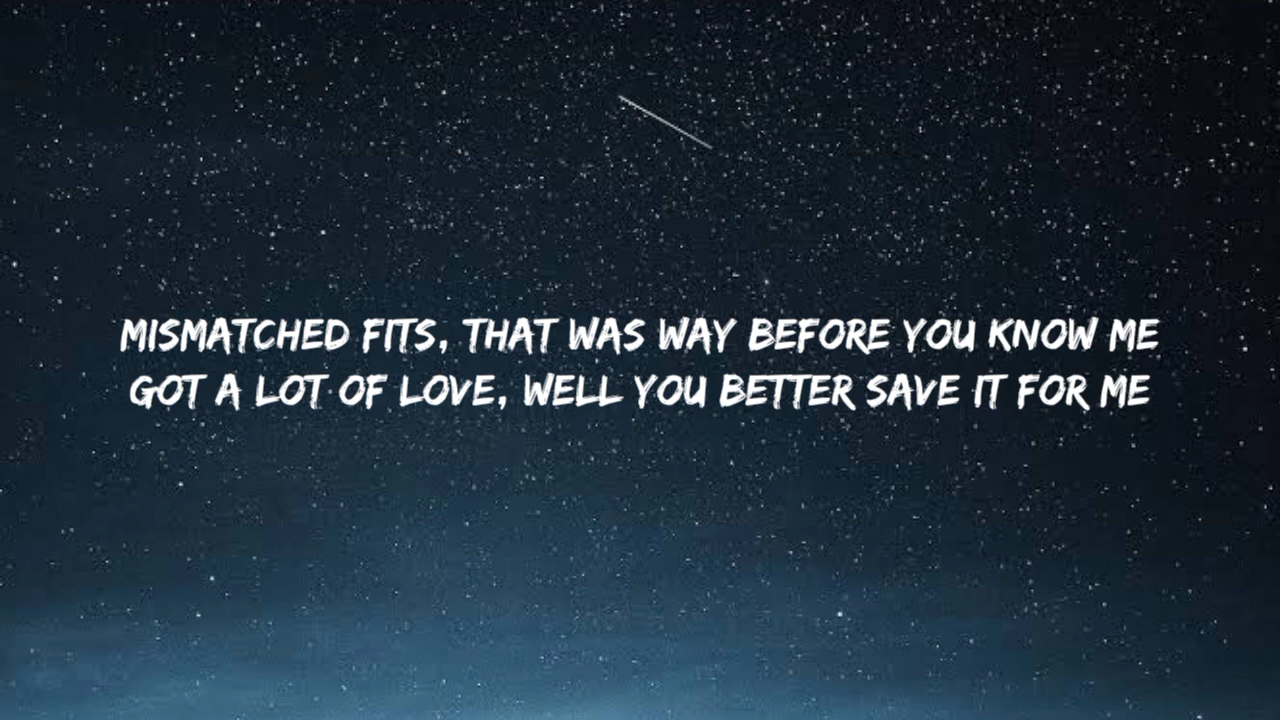 MISMATCHED FITS, THAT WAS WAY BEFORE YOU KNOW ME
GOT A LOT OF LOVE, WELL YOU BETTER SAVE IT FOR ME